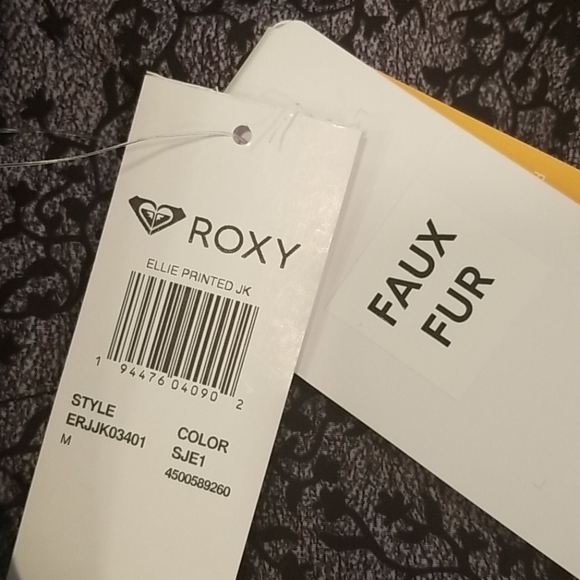 ROXY
ELLIE PRINTED JK
1 94476 04090 2
STYLE
ERJJK03401
M
COLOR
SJE1
4500589260
FAUX
FUR